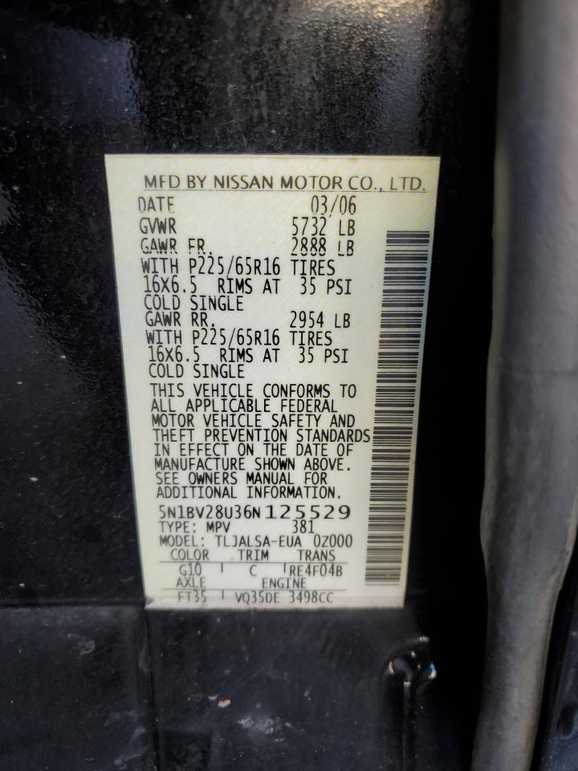 MFD BY NISSAN MOTOR CO., LTD.
DATE 03/06
GVWR 5732 LB
GAWR FR. 2888 LB
WITH P225/65R16 TIRES
16X6.5 RIMS AT 35 PSI
COLD SINGLE
GAWR RR. 2954 LB
WITH P225/65R16 TIRES
16X6.5 RIMS AT 35 PSI
COLD SINGLE
THIS VEHICLE CONFORMS TO
ALL APPLICABLE FEDERAL
MOTOR VEHICLE SAFETY AND
THEFT PREVENTION STANDARDS
IN EFFECT ON THE DATE OF
MANUFACTURE SHOWN ABOVE.
SEE OWNERS MANUAL FOR
ADDITIONAL INFORMATION.
5N1BV28U36N125529
TYPE: MPV 381
MODEL: TLJALSA-EUA 0Z000
COLOR TRIM TRANS
G10 C RE4F04B
AXLE ENGINE
FT35 VQ35DE 3498CC